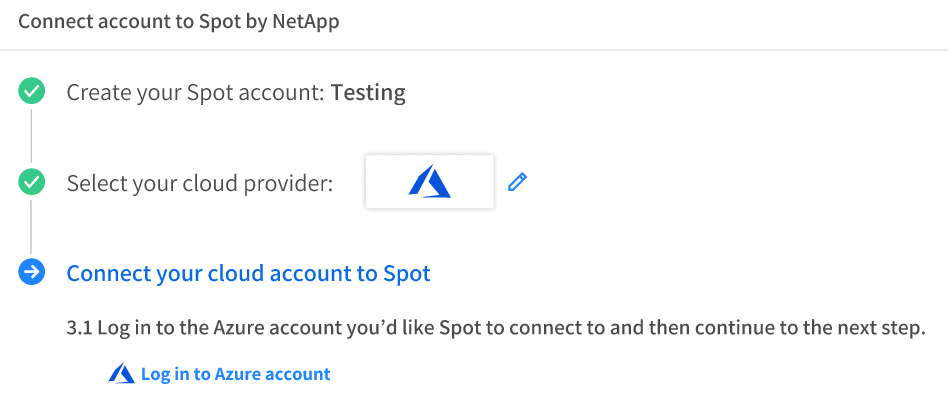 Connect account to Spot by NetApp
Create your Spot account: Testing
Select your cloud provider:
Connect your cloud account to Spot
3.1 Log in to the Azure account you’d like Spot to connect to and then continue to the next step.
Log in to Azure account